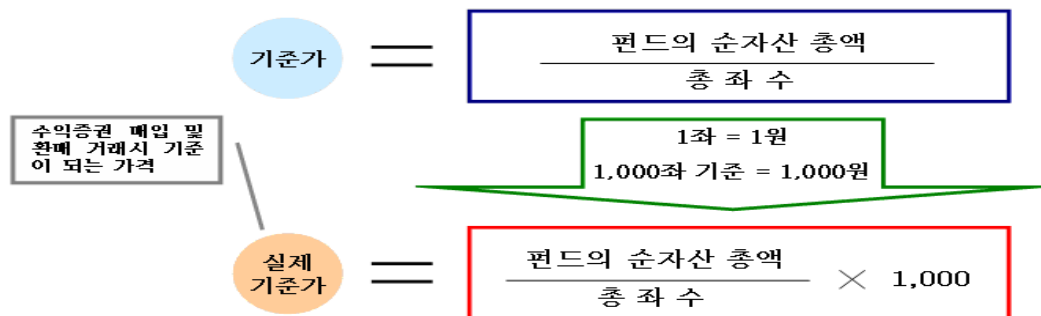 기준가
펀드의 순자산 총액
총 좌 수
수익증권 매입 및
환매 거래시 기준
이 되는 가격
1좌 = 1원
1,000좌 기준 = 1,000원
실제
기준가
펀드의 순자산 총액
총 좌 수
× 1,000